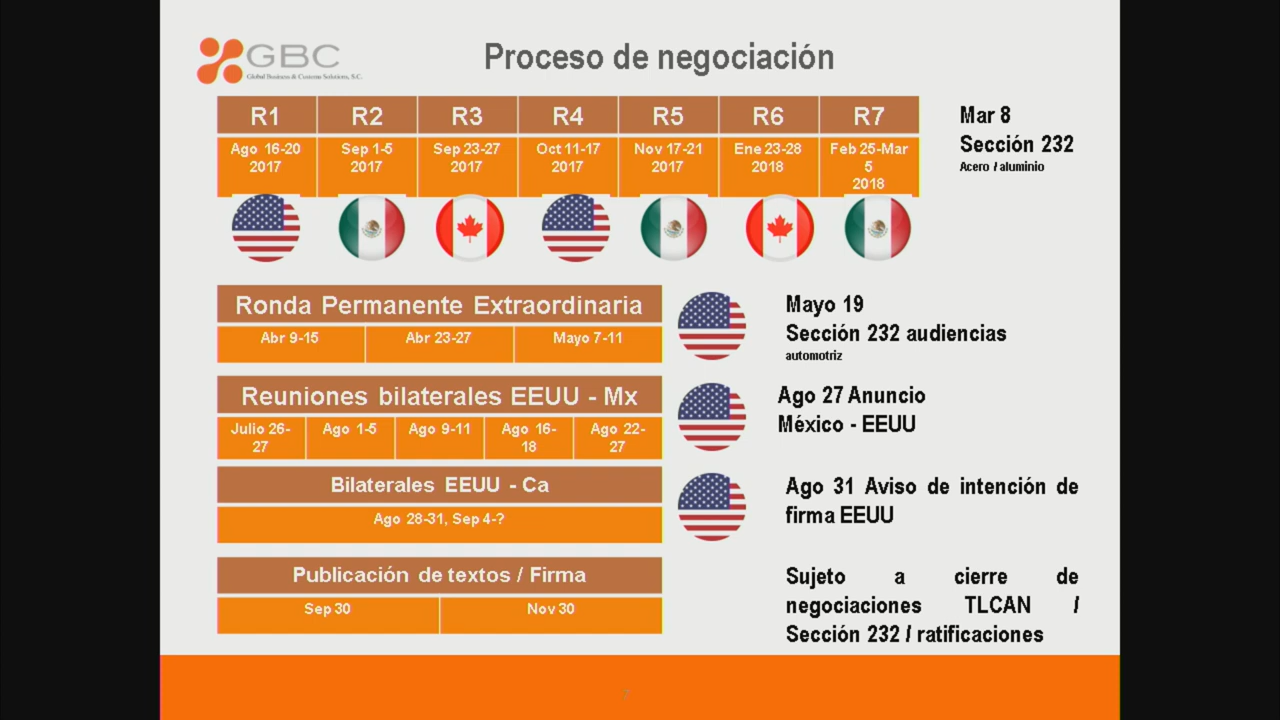 GBC
Global Business & Customs Solutions, S.C.
Proceso de negociación
R1 R2 R3 R4 R5 R6 R7
Ago 16-20 Sep 1-5 Sep 23-27 Oct 11-17 Nov 17-21 Ene 23-28 Feb 25-Mar
2017 2017 2017 2017 2017 2018 5
2018
Mar 8
Sección 232
Acero / aluminio
Ronda Permanente Extraordinaria
Abr 9-15 Abr 23-27 Mayo 7-11
Mayo 19
Sección 232 audiencias
automotriz
Reuniones bilaterales EEUU - Mx
Julio 26- Ago 1-5 Ago 9-11 Ago 16- Ago 22-
27 18 27
Ago 27 Anuncio
México - EEUU
Bilaterales EEUU - Ca
Ago 28-31, Sep 4-?
Ago 31 Aviso de intención de
firma EEUU
Publicación de textos / Firma
Sep 30 Nov 30
Sujeto a cierre de
negociaciones TLCAN /
Sección 232 / ratificaciones
7